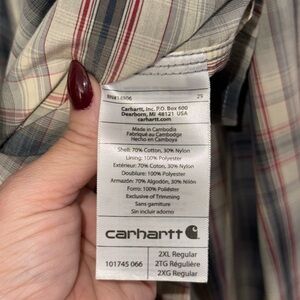 29
Carhartt, Inc. P.O. Box 600
Dearborn, MI 48121 USA
carhartt.com
Made in Cambodia
Fabriqué au Cambodge
Hecho en Camboya
Shell: 70% Cotton, 30% Nylon
Lining: 100% Polyester
Extérieur: 70% Coton, 30% Nylon
Doublure: 100% Polyester
Armazón: 70% Algodón, 30% Nilón
Forro: 100% Poliéster
Exclusive of Trimming
Sans garniture
Sin incluir adorno
carhartt
101745 066
2XL Regular
2TG Régulière
2XG Regular